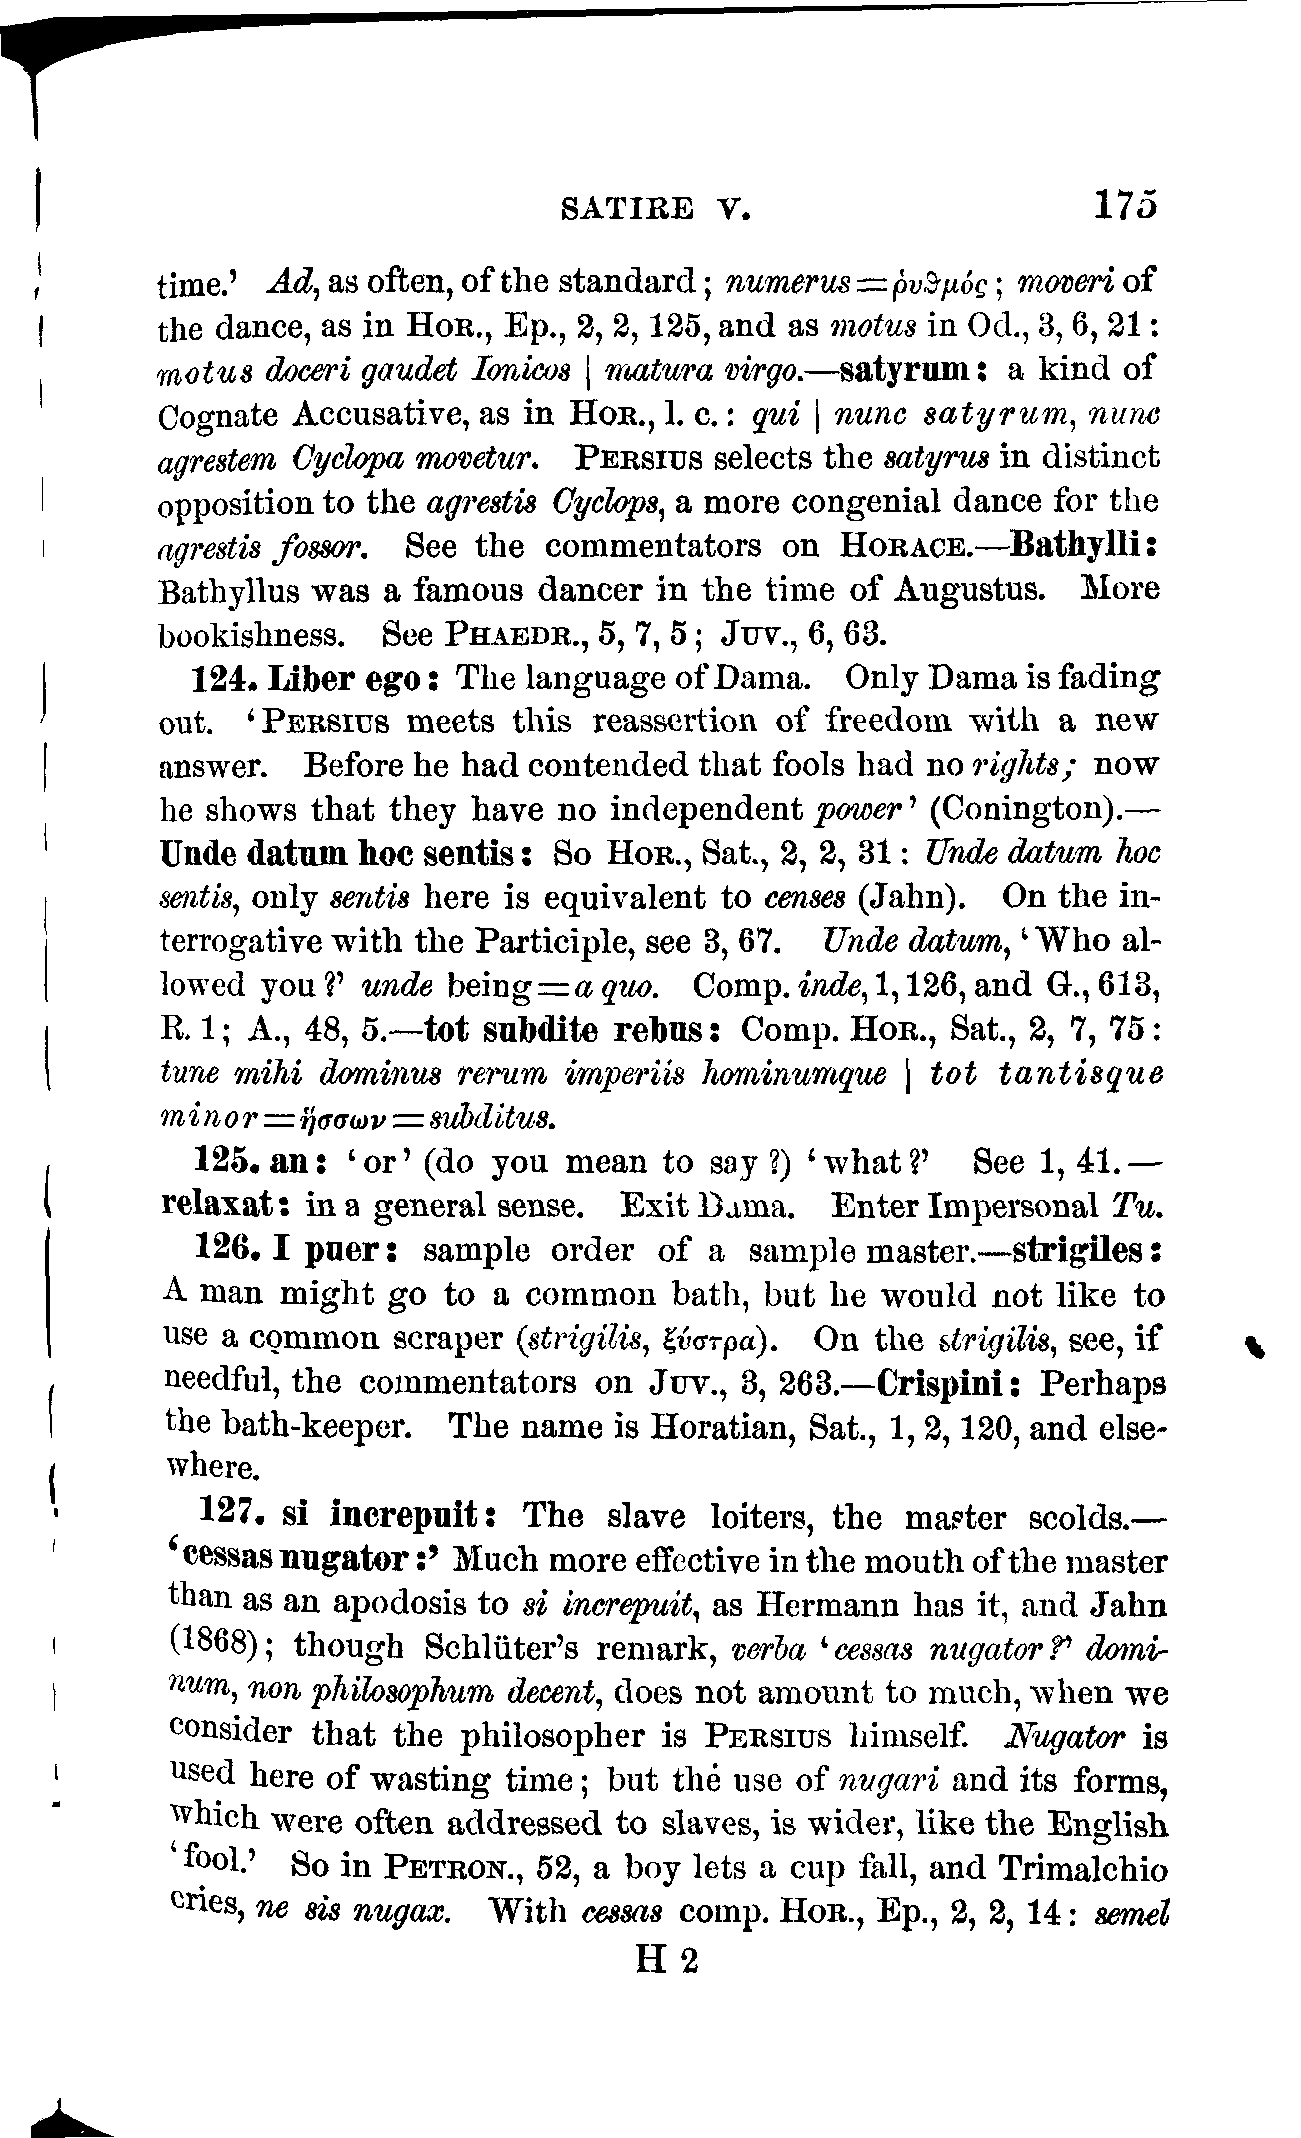 SATIRE V. 175
time.’ Ad, as often, of the standard; numerus=ῥυϑμός; moveri of
the dance, as in HOR., Ep., 2, 2, 125, and as motus in Od., 3, 6, 21:
motus doceri gaudet Ionicos | matura virgo.—satyrum: a kind of
Cognate Accusative, as in HOR., l. c.: qui | nunc satyrum, nunc
agrestem Cyclopa movetur. PERSIUS selects the satyrus in distinct
opposition to the agrestis Cyclops, a more congenial dance for the
agrestis fossor. See the commentators on HORACE.—Bathylli:
Bathyllus was a famous dancer in the time of Augustus. More
bookishness. See PHAEDR., 5, 7, 5; JUV., 6, 63.
124. Liber ego: The language of Dama. Only Dama is fading
out. ‘PERSIUS meets this reassertion of freedom with a new
answer. Before he had contended that fools had no rights; now
he shows that they have no independent power’ (Conington).—
Unde datum hoc sentis: So HOR., Sat., 2, 2, 31: Unde datum hoc
sentis, only sentis here is equivalent to censes (Jahn). On the in-
terrogative with the Participle, see 3, 67. Unde datum, ‘Who al-
lowed you?’ unde being=a quo. Comp. inde, 1, 126, and G., 613,
R. 1; A., 48, 5.—tot subdite rebus: Comp. HOR., Sat., 2, 7, 75:
tune mihi dominus rerum imperiis hominumque | tot tantisque
minor=ἥσσων=subditus.
125. an: ‘or’ (do you mean to say?) ‘what?’ See 1, 41.—
relaxat: in a general sense. Exit Dama. Enter Impersonal Tu.
126. I puer: sample order of a sample master.—strigiles:
A man might go to a common bath, but he would not like to
use a common scraper (strigilis, ξύστρα). On the strigilis, see, if
needful, the commentators on JUV., 3, 263.—Crispini: Perhaps
the bath-keeper. The name is Horatian, Sat., 1, 2, 120, and else-
where.
127. si increpuit: The slave loiters, the master scolds.—
‘cessas nugator:’ Much more effective in the mouth of the master
than as an apodosis to si increpuit, as Hermann has it, and Jahn
(1868); though Schlüter’s remark, verba ‘cessas nugator?’ domi-
num, non philosophum decent, does not amount to much, when we
consider that the philosopher is PERSIUS himself. Nugator is
used here of wasting time; but the use of nugari and its forms,
which were often addressed to slaves, is wider, like the English
‘fool.’ So in PETRON., 52, a boy lets a cup fall, and Trimalchio
cries, ne sis nugax. With cessas comp. HOR., Ep., 2, 2, 14: semel
H 2